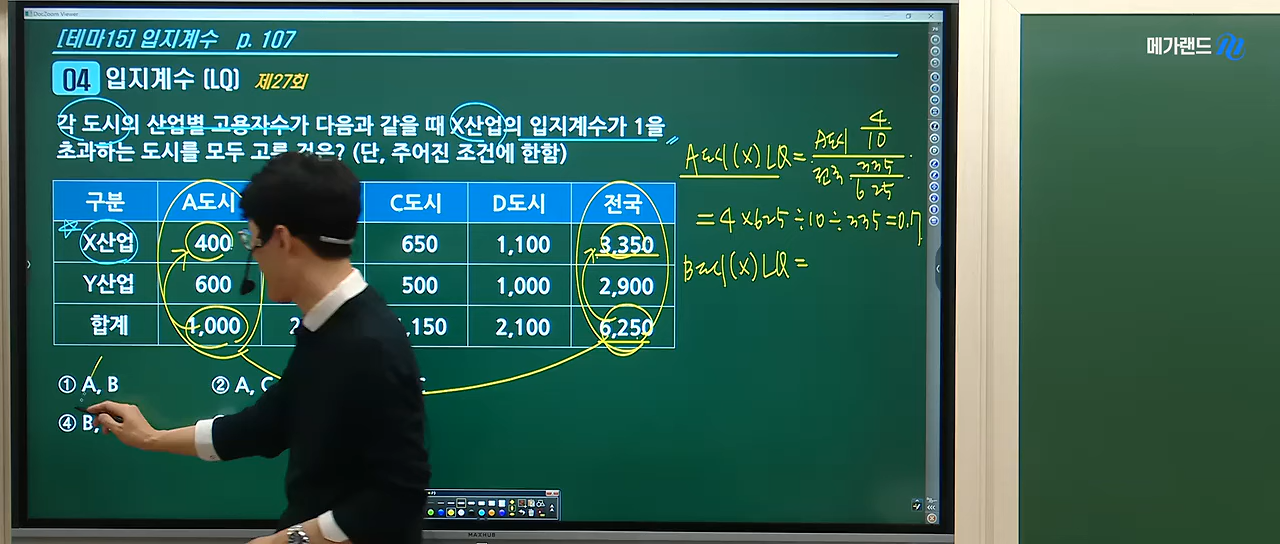 DocZoom Viewer
[테마15] 입지계수 p. 107
메가랜드
04 입지계수 (LQ) 제27회
각 도시의 산업별 고용자수가 다음과 같을 때 X산업의 입지계수가 1을
초과하는 도시를 모두 고른 것은? (단, 주어진 조건에 한함)
구분 A도시 C도시 D도시 전국
X산업 400 650 1,100 3,350
Y산업 600 500 1,000 2,900
합계 1,000 2 ,150 2,100 6,250
① A, B ② A, C
④ B,
A도시(X)LQ = A도시 4/10
전국 335/625
= 4×625÷10÷335=0.7
B도시(X)LQ =
MAXHUB